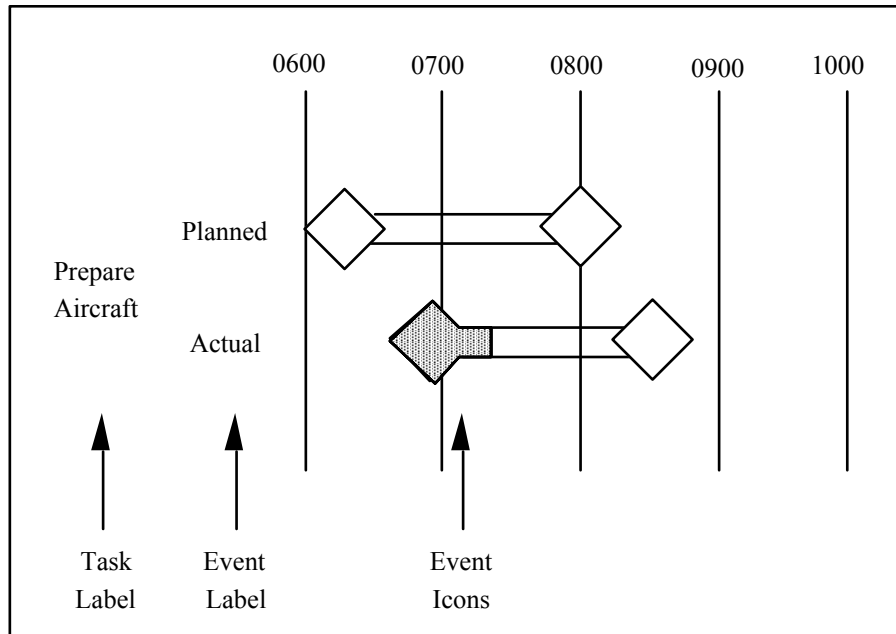 0600 0700 0800 0900 1000
Planned
Prepare
Aircraft
Actual
Task
Label
Event
Label
Event
Icons